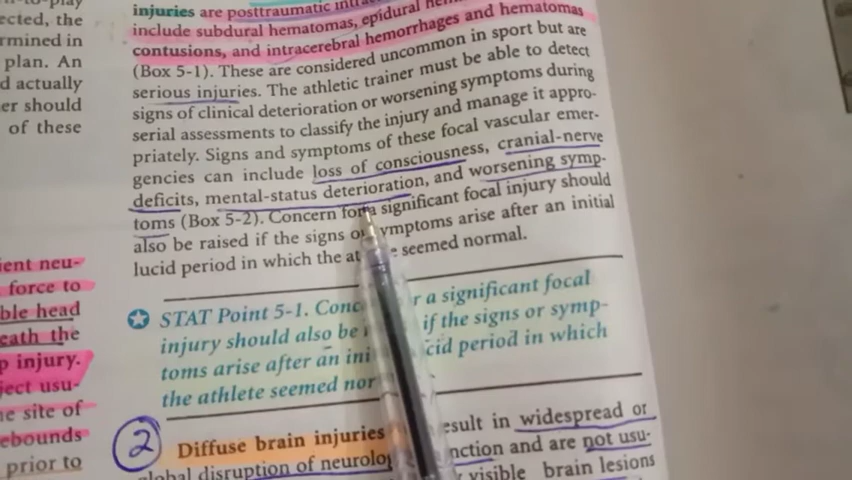 ected, the
rmined in
plan. An
d actually
er should
of these
ient neu-
force to
ble head
eath the
p injury.
ject usu-
ne site of
ebounds
prior to
injuries are posttraumatic
include subdural hematomas, epidural
contusions, and intracerebral hemorrhages and hematomas
(Box 5-1). These are considered uncommon in sport but are
serious injuries. The athletic trainer must be able to detect
signs of clinical deterioration or worsening symptoms during
serial assessments to classify the injury and manage it appro-
priately. Signs and symptoms of these focal vascular emer-
gencies can include loss of consciousness, cranial-nerve
deficits, mental-status deterioration, and worsening symp-
toms (Box 5-2). Concern for a significant focal injury should
also be raised if the signs o ymptoms arise after an initial
lucid period in which the at e seemed normal.
STAT Point 5-1. Conc r a significant focal
injury should also be if the signs or symp-
toms arise after an ini cid period in which
the athlete seemed nor
2 Diffuse brain injuries esult in widespread or
global disruption of neurolo nction and are not usu-
visible brain lesions